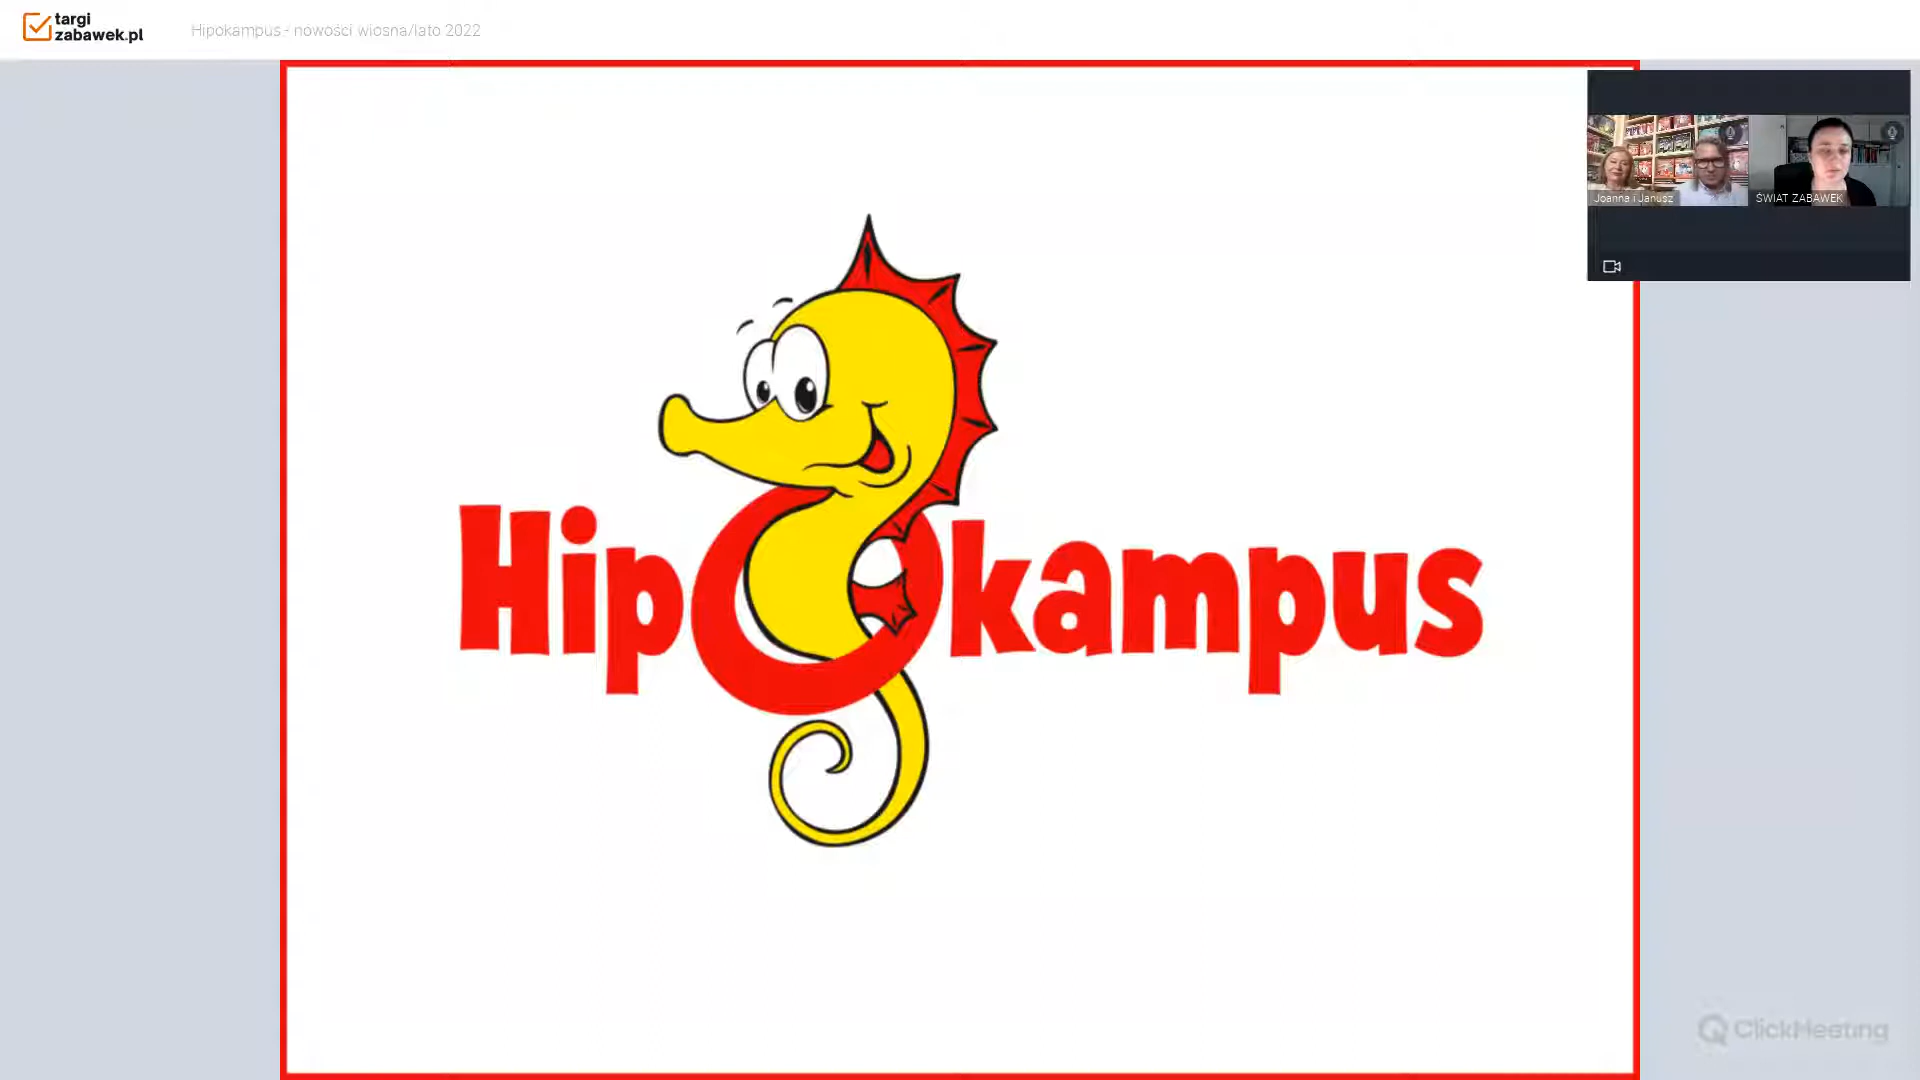 targi
zabawek.pl
Hipokampus - nowości wiosna/lato 2022
Joanna i Janusz
ŚWIAT ZABAWEK
Hipokampus
ClickMeeting